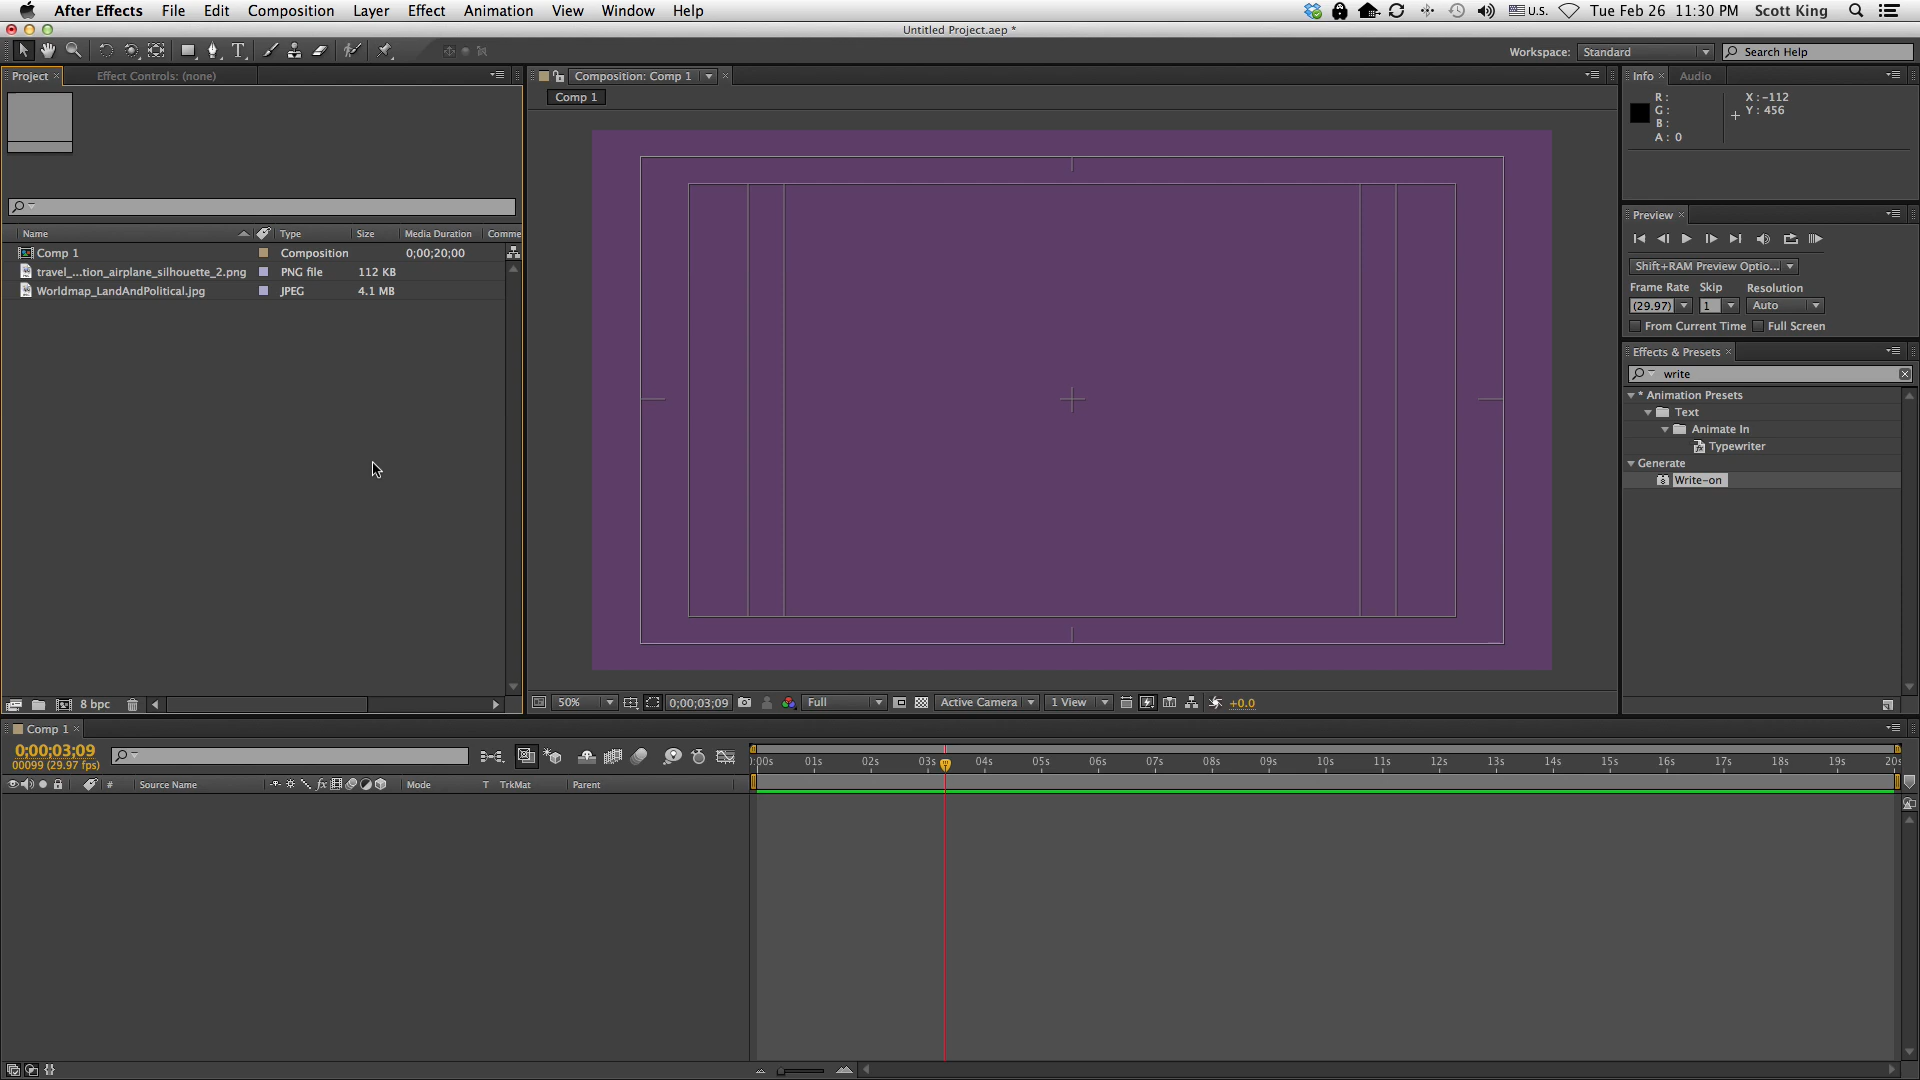 After Effects File Edit Composition Layer Effect Animation View Window Help U.S. Tue Feb 26 11:30 PM Scott King
Untitled Project.aep *
Workspace: Standard Search Help
Project Effect Controls: (none) Composition: Comp 1 Info Audio
Comp 1
R : X : -112
G : Y : 456
B :
A : 0
Preview
Name Type Size Media Duration Comme
Comp 1 Composition 0;00;20;00
travel_...tion_airplane_silhouette_2.png PNG file 112 KB
Worldmap_LandAndPolitical.jpg JPEG 4.1 MB
Shift+RAM Preview Optio...
Frame Rate Skip Resolution
(29.97) 1 Auto
From Current Time Full Screen
Effects & Presets
write
* Animation Presets
Text
Animate In
Typewriter
Generate
Write-on
8 bpc 50% 0;00;03;09 Full Active Camera 1 View +0.0
Comp 1
0;00;03;09
00099 (29.97 fps)
):00s 01s 02s 03s 04s 05s 06s 07s 08s 09s 10s 11s 12s 13s 14s 15s 16s 17s 18s 19s 20s
# Source Name fx Mode T TrkMat Parent